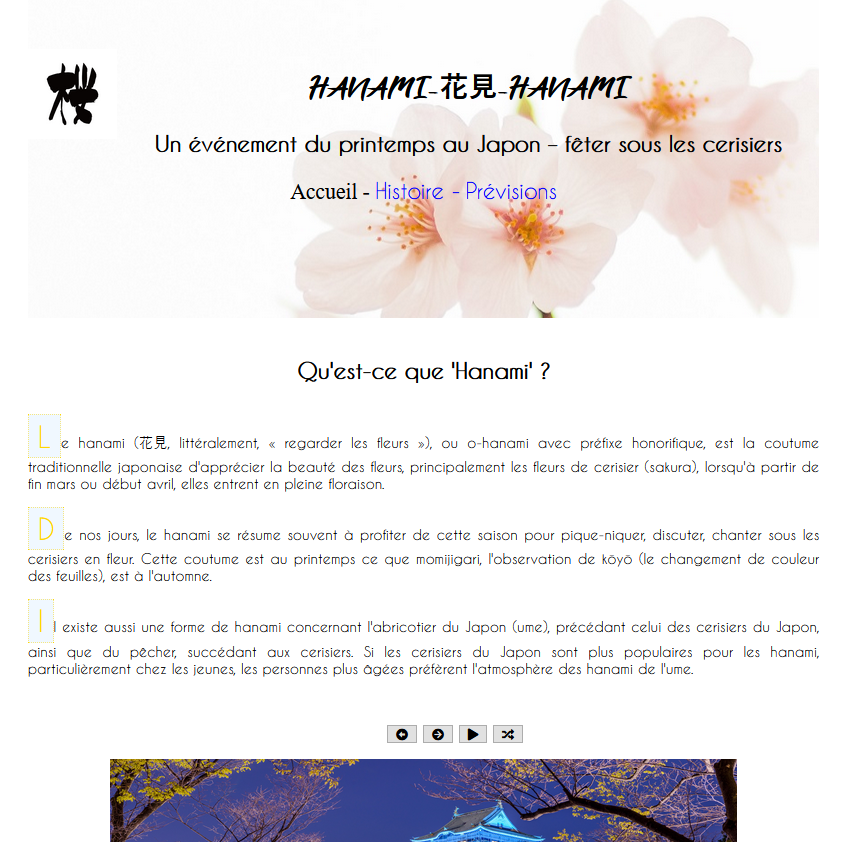 桜
HANAMI-花見-HANAMI
Un événement du printemps au Japon – fêter sous les cerisiers
Accueil - Histoire - Prévisions
Qu'est-ce que 'Hanami' ?
Le hanami (花見, littéralement, « regarder les fleurs »), ou o-hanami avec préfixe honorifique, est la coutume
traditionnelle japonaise d'apprécier la beauté des fleurs, principalement les fleurs de cerisier (sakura), lorsqu'à partir de
fin mars ou début avril, elles entrent en pleine floraison.
De nos jours, le hanami se résume souvent à profiter de cette saison pour pique-niquer, discuter, chanter sous les
cerisiers en fleur. Cette coutume est au printemps ce que momijigari, l'observation de kōyō (le changement de couleur
des feuilles), est à l'automne.
Il existe aussi une forme de hanami concernant l'abricotier du Japon (ume), précédant celui des cerisiers du Japon,
ainsi que du pêcher, succédant aux cerisiers. Si les cerisiers du Japon sont plus populaires pour les hanami,
particulièrement chez les jeunes, les personnes plus âgées préfèrent l'atmosphère des hanami de l'ume.